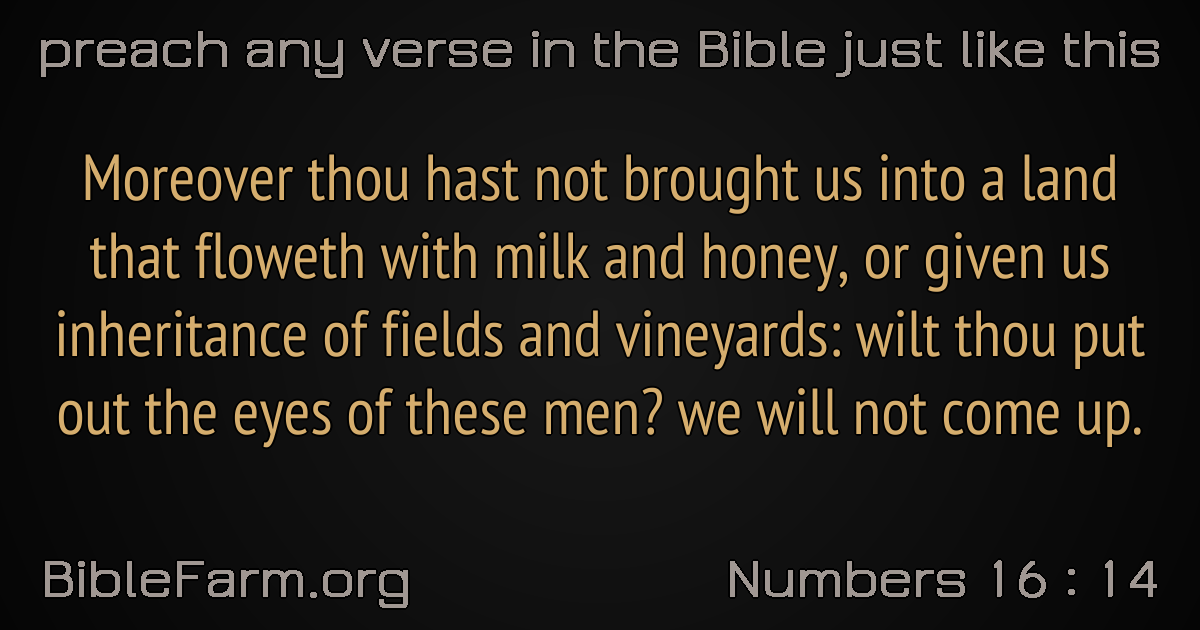 preach any verse in the Bible just like this
Moreover thou hast not brought us into a land
that floweth with milk and honey, or given us
inheritance of fields and vineyards: wilt thou put
out the eyes of these men? we will not come up.
BibleFarm.org
Numbers 16 : 14